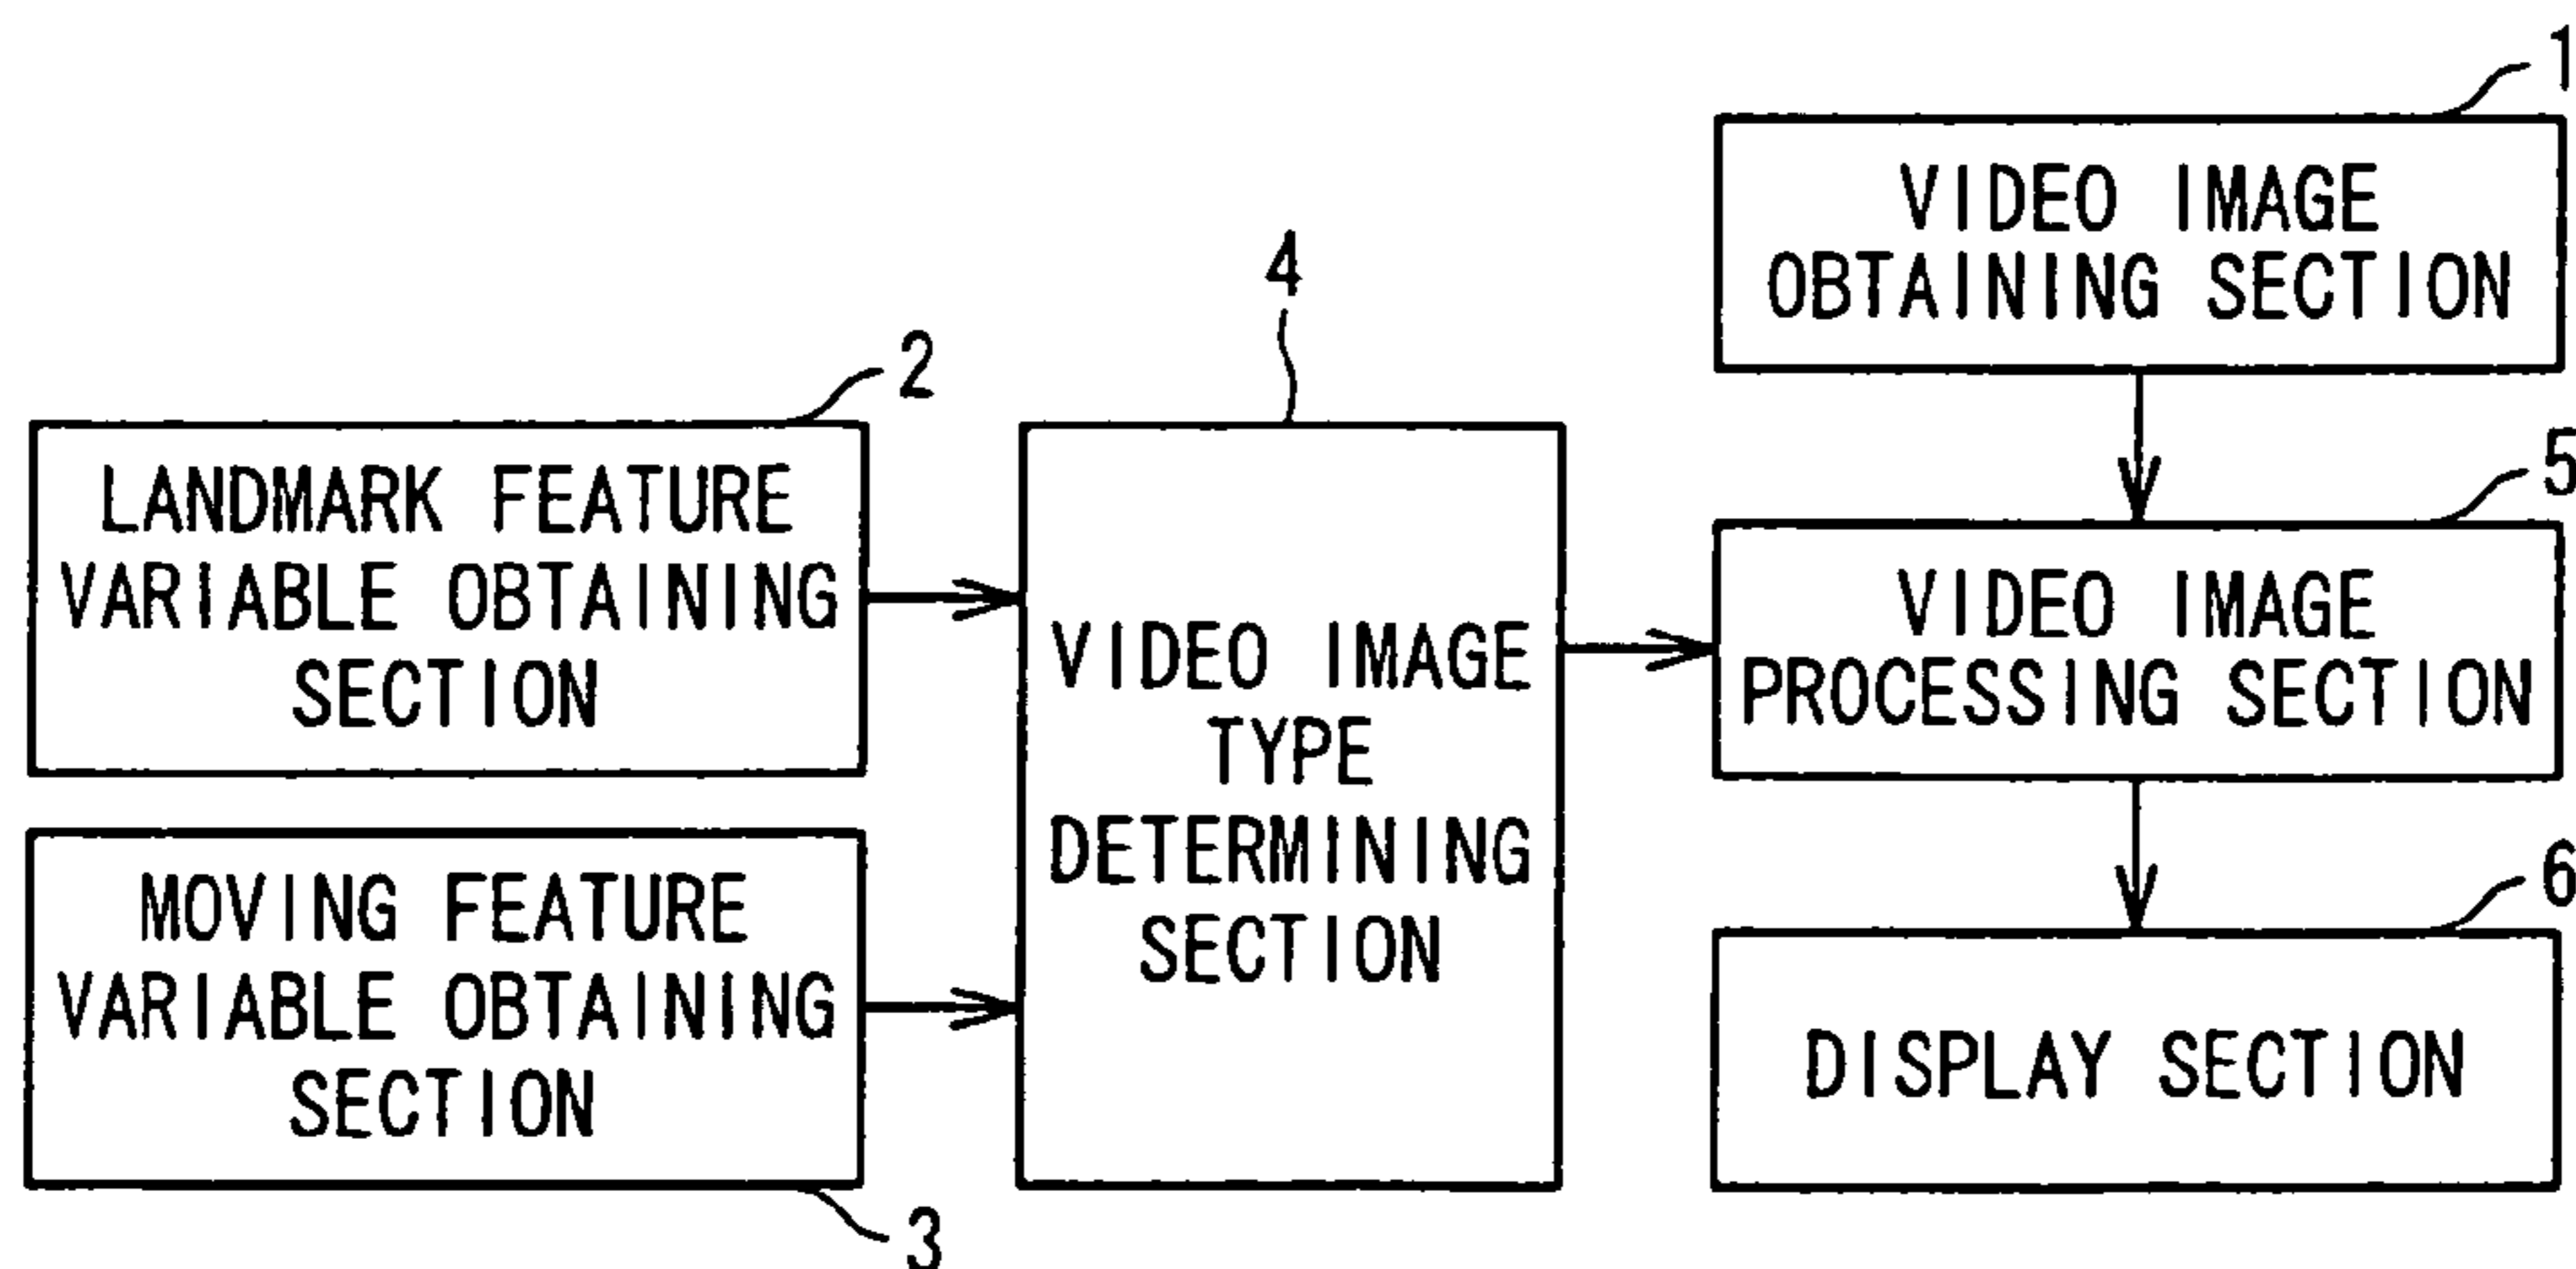 1
VIDEO IMAGE
OBTAINING SECTION
2
LANDMARK FEATURE
VARIABLE OBTAINING
SECTION
3
MOVING FEATURE
VARIABLE OBTAINING
SECTION
4
VIDEO IMAGE
TYPE
DETERMINING
SECTION
5
VIDEO IMAGE
PROCESSING SECTION
6
DISPLAY SECTION